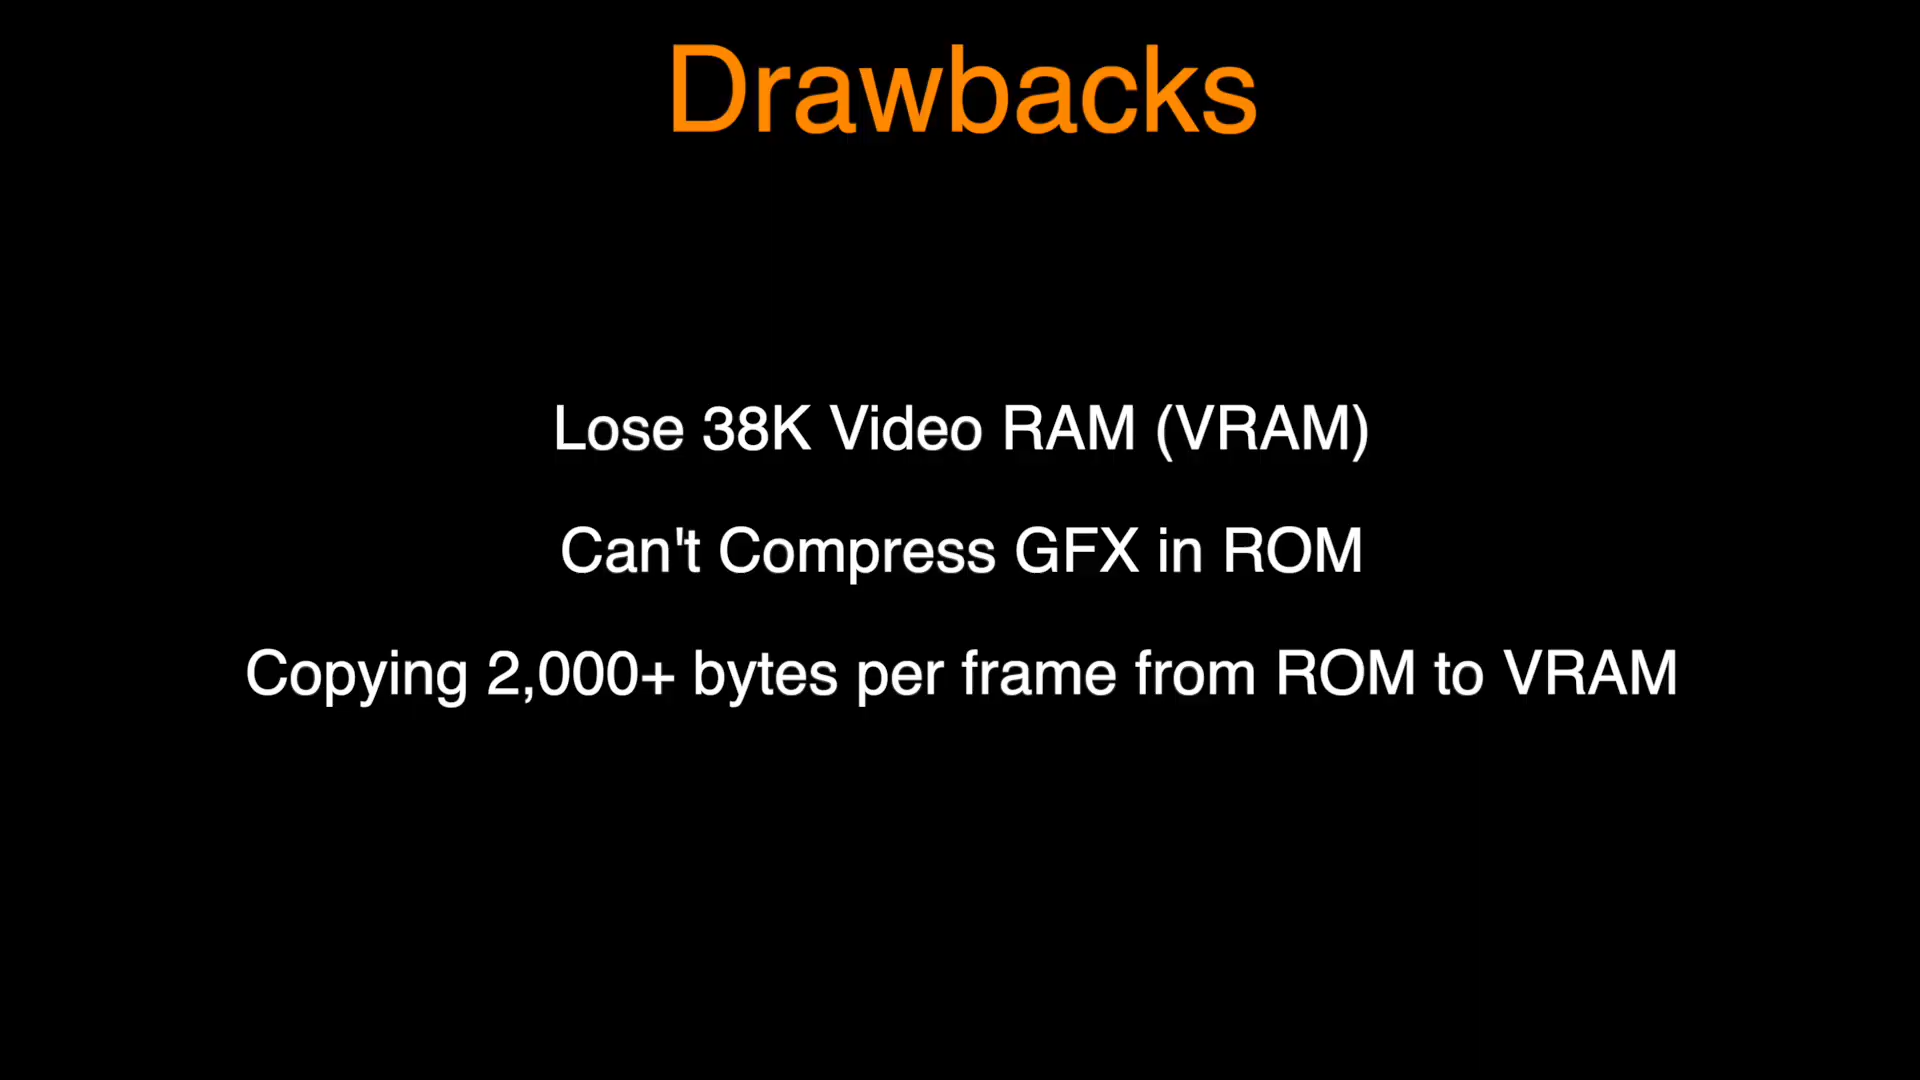 Drawbacks
Lose 38K Video RAM (VRAM)
Can't Compress GFX in ROM
Copying 2,000+ bytes per frame from ROM to VRAM